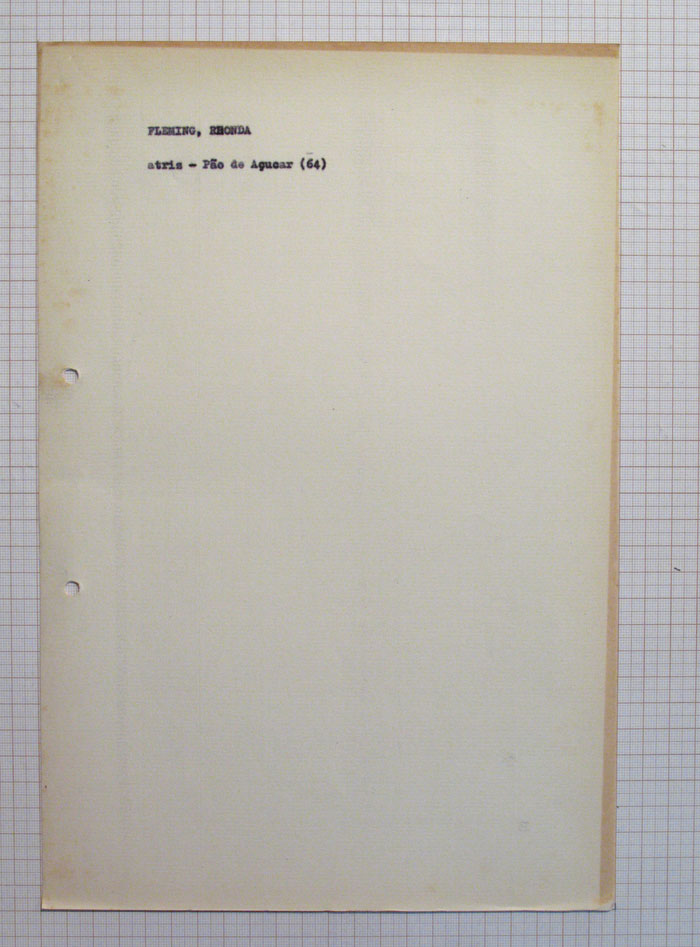 FLEMING, RHONDA
atriz - Pão de Açucar (64)